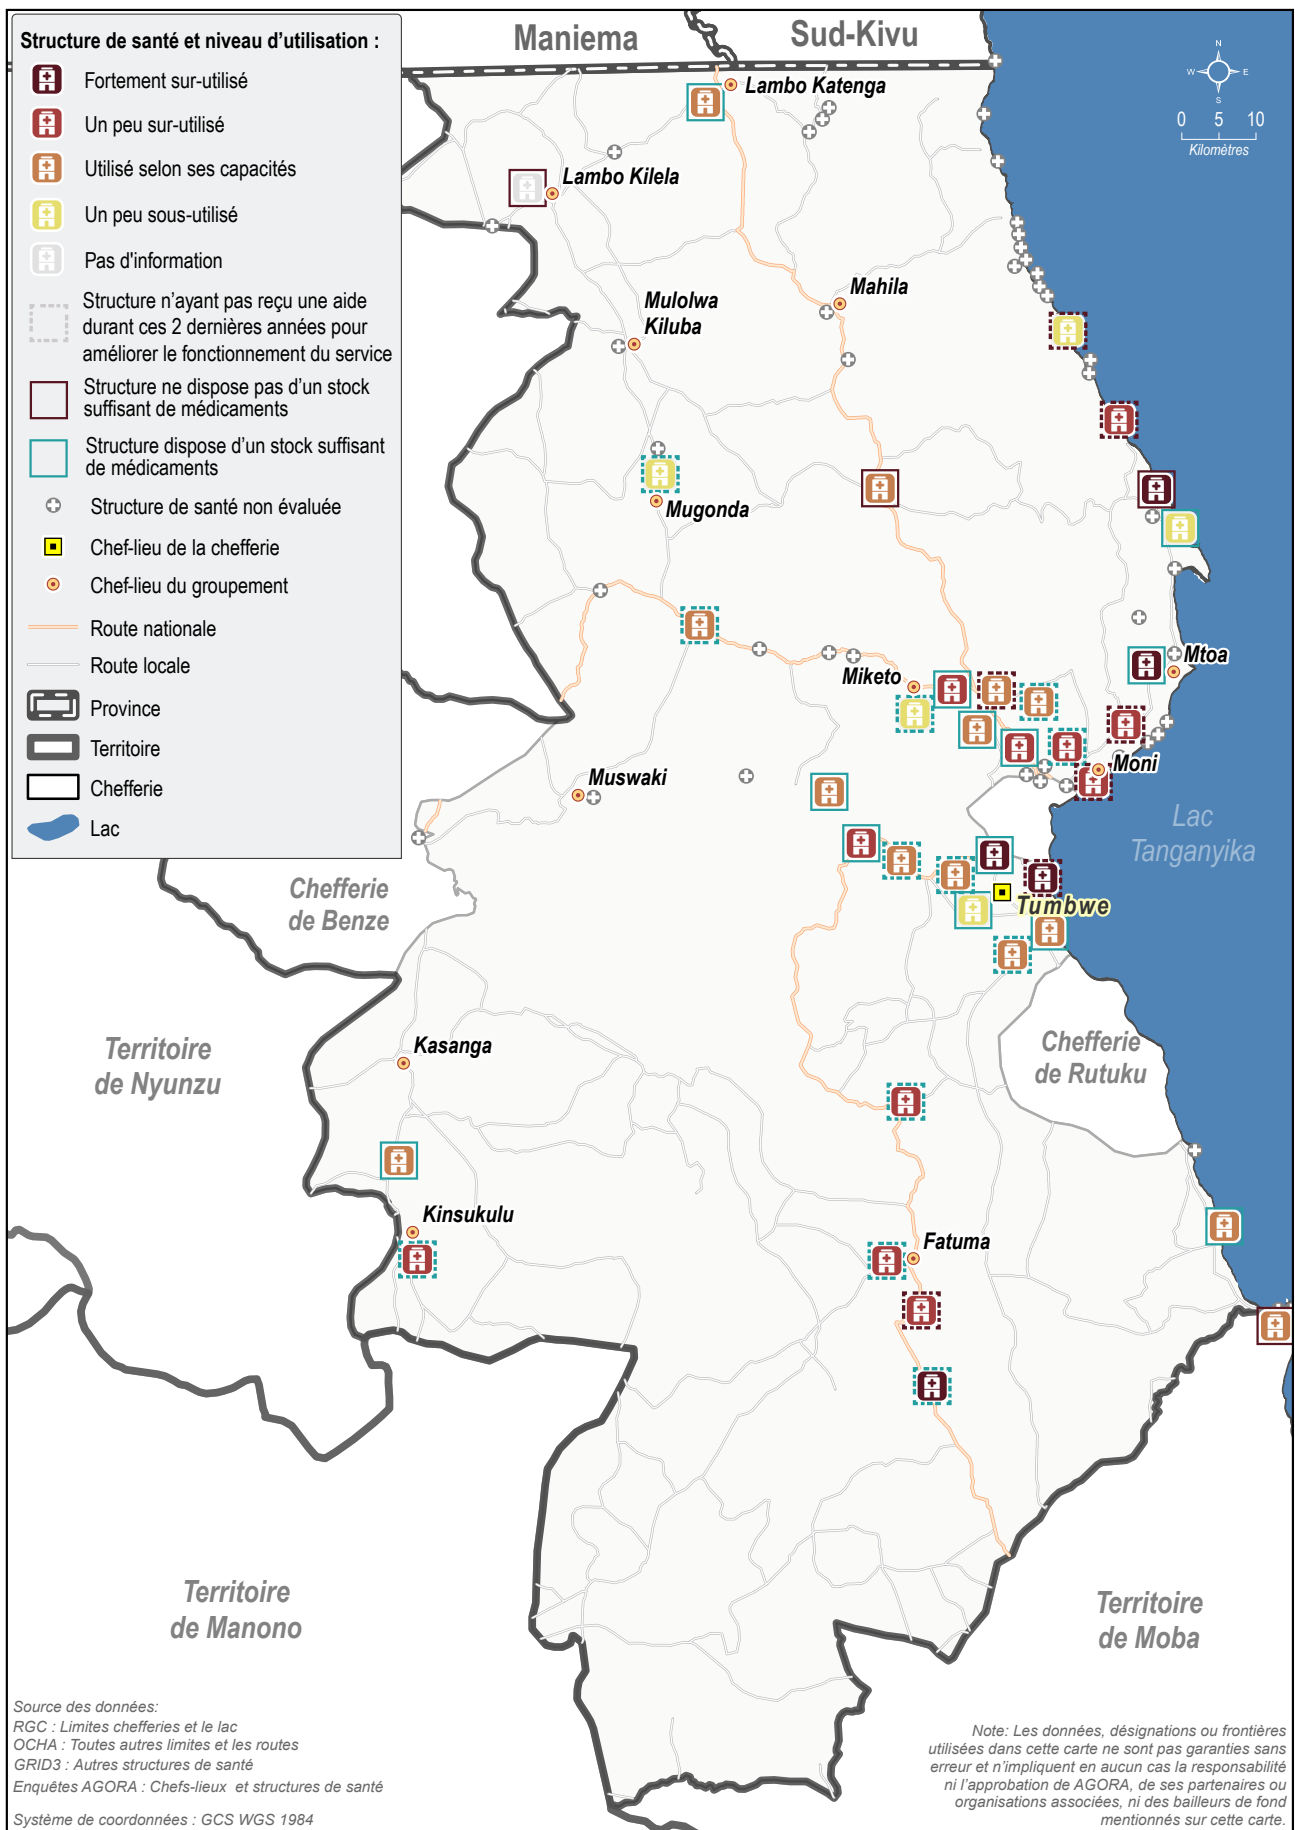 Structure de santé et niveau d’utilisation :
Fortement sur-utilisé
Un peu sur-utilisé
Utilisé selon ses capacités
Un peu sous-utilisé
Pas d'information
Structure n’ayant pas reçu une aide
durant ces 2 dernières années pour
améliorer le fonctionnement du service
Structure ne dispose pas d’un stock
suffisant de médicaments
Structure dispose d’un stock suffisant
de médicaments
Structure de santé non évaluée
Chef-lieu de la chefferie
Chef-lieu du groupement
Route nationale
Route locale
Province
Territoire
Chefferie
Lac
Maniema
Sud-Kivu
N
W
E
S
0 5 10
Kilomètres
Lambo Katenga
Lambo Kilela
Mahila
Mulolwa
Kiluba
Mugonda
Miketo
Mtoa
Moni
Muswaki
Lac
Tanganyika
Chefferie
de Benze
Tumbwe
Kasanga
Territoire
de Nyunzu
Chefferie
de Rutuku
Kinsukulu
Fatuma
Territoire
de Manono
Territoire
de Moba
Source des données:
RGC : Limites chefferies et le lac
OCHA : Toutes autres limites et les routes
GRID3 : Autres structures de santé
Enquêtes AGORA : Chefs-lieux et structures de santé
Système de coordonnées : GCS WGS 1984
Note: Les données, désignations ou frontières
utilisées dans cette carte ne sont pas garanties sans
erreur et n’impliquent en aucun cas la responsabilité
ni l’approbation de AGORA, de ses partenaires ou
organisations associées, ni des bailleurs de fond
mentionnés sur cette carte.